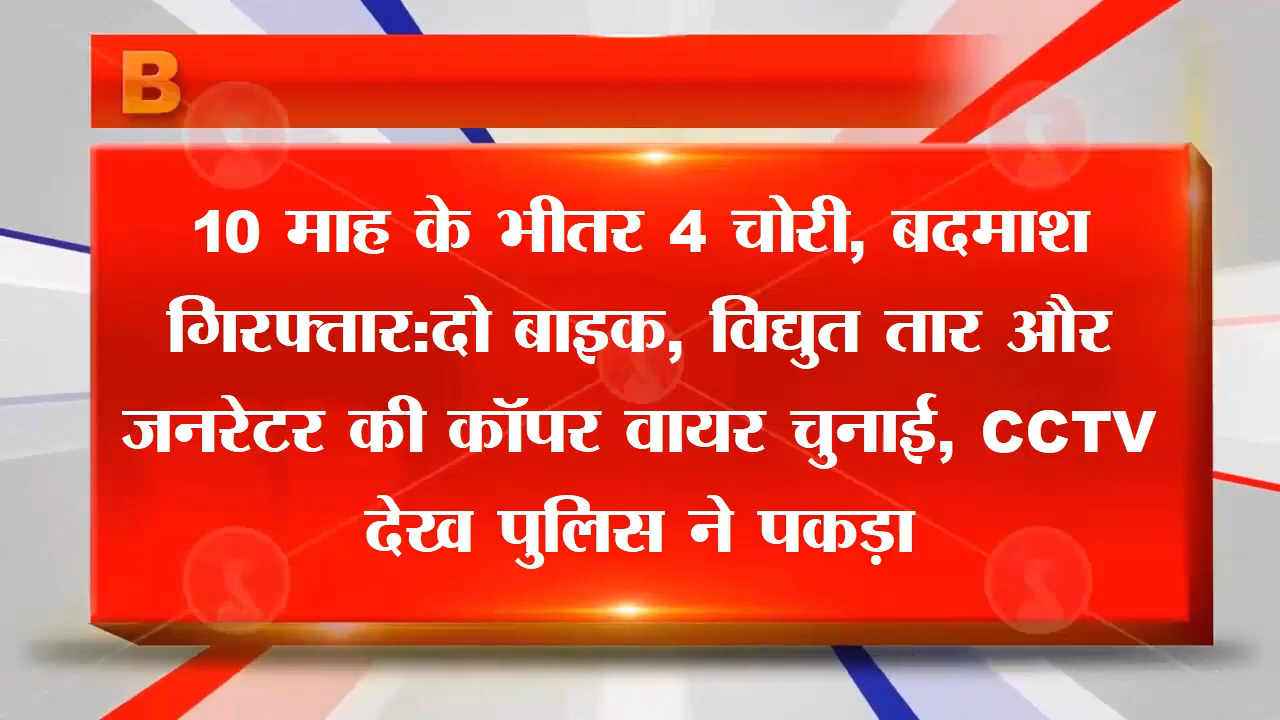 B
10 माह के भीतर 4 चोरी, बदमाश
गिरफ्तार:दो बाइक, विद्युत तार और
जनरेटर की कॉपर वायर चुनाई, CCTV
देख पुलिस ने पकड़ा